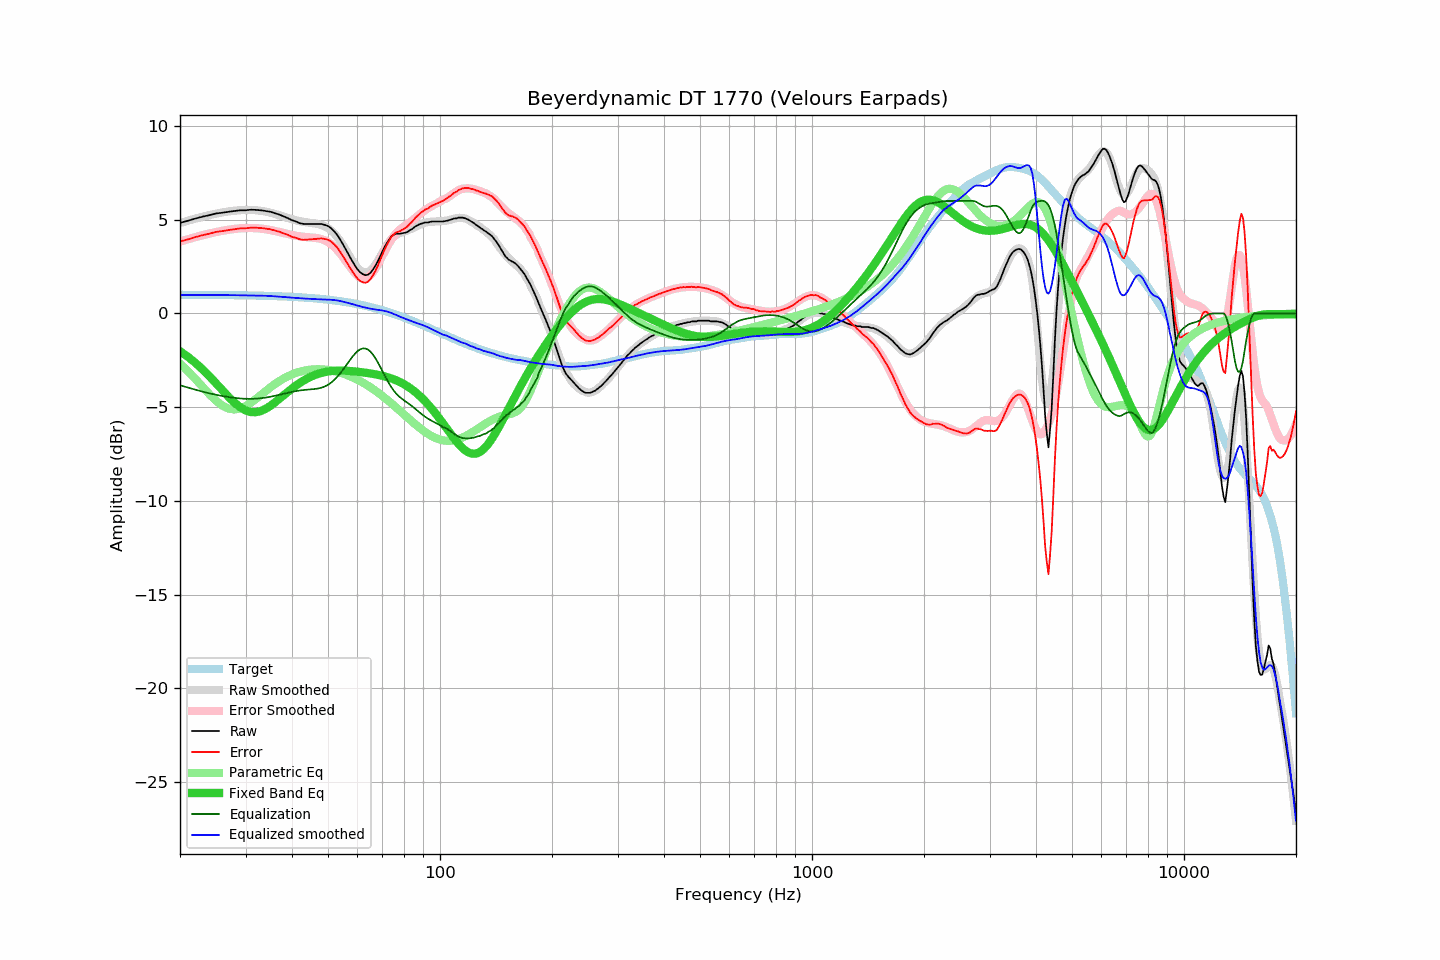 Beyerdynamic DT 1770 (Velours Earpads)
10
5
0
−5
−10
−15
−20
−25
Amplitude (dBr)
Target
Raw Smoothed
Error Smoothed
Raw
Error
Parametric Eq
Fixed Band Eq
Equalization
Equalized smoothed
100
1000
10000
Frequency (Hz)